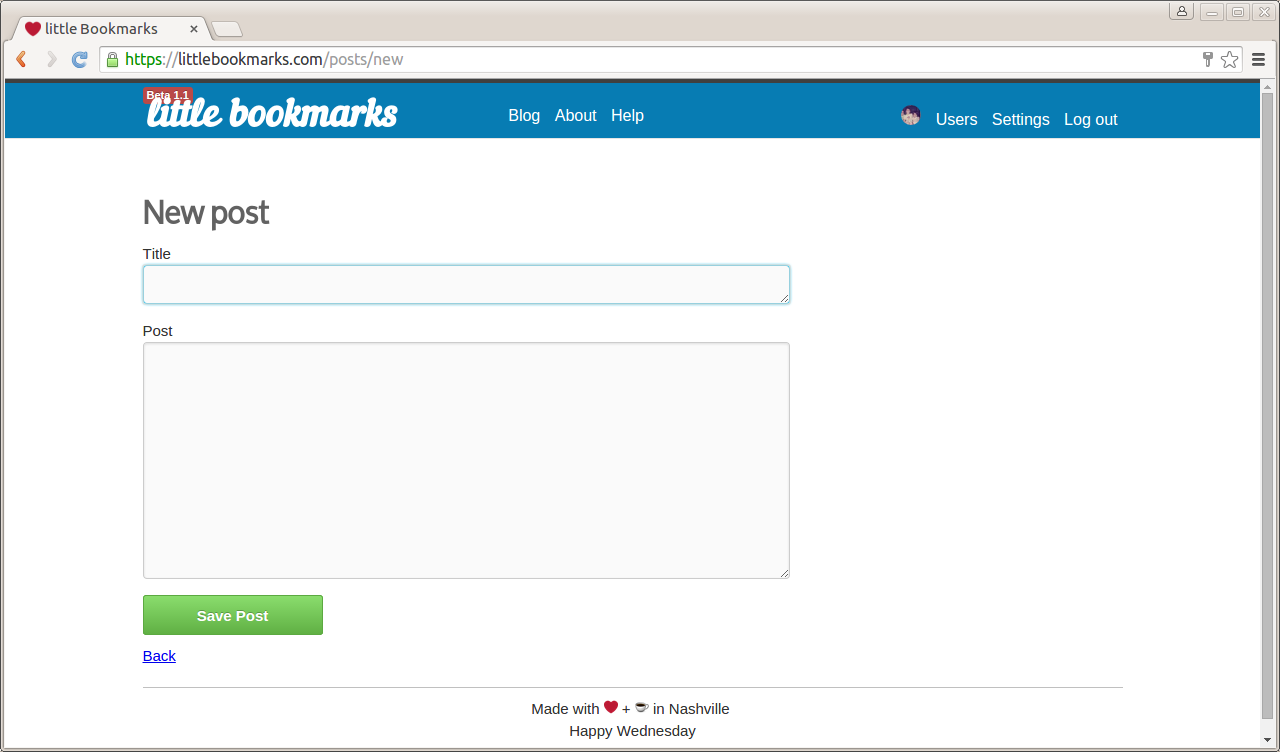 little Bookmarks
https://littlebookmarks.com/posts/new
Beta 1.1
little bookmarks
Blog About Help
Users Settings Log out
New post
Title
Post
Save Post
Back
Made with ❤ + ☕ in Nashville
Happy Wednesday